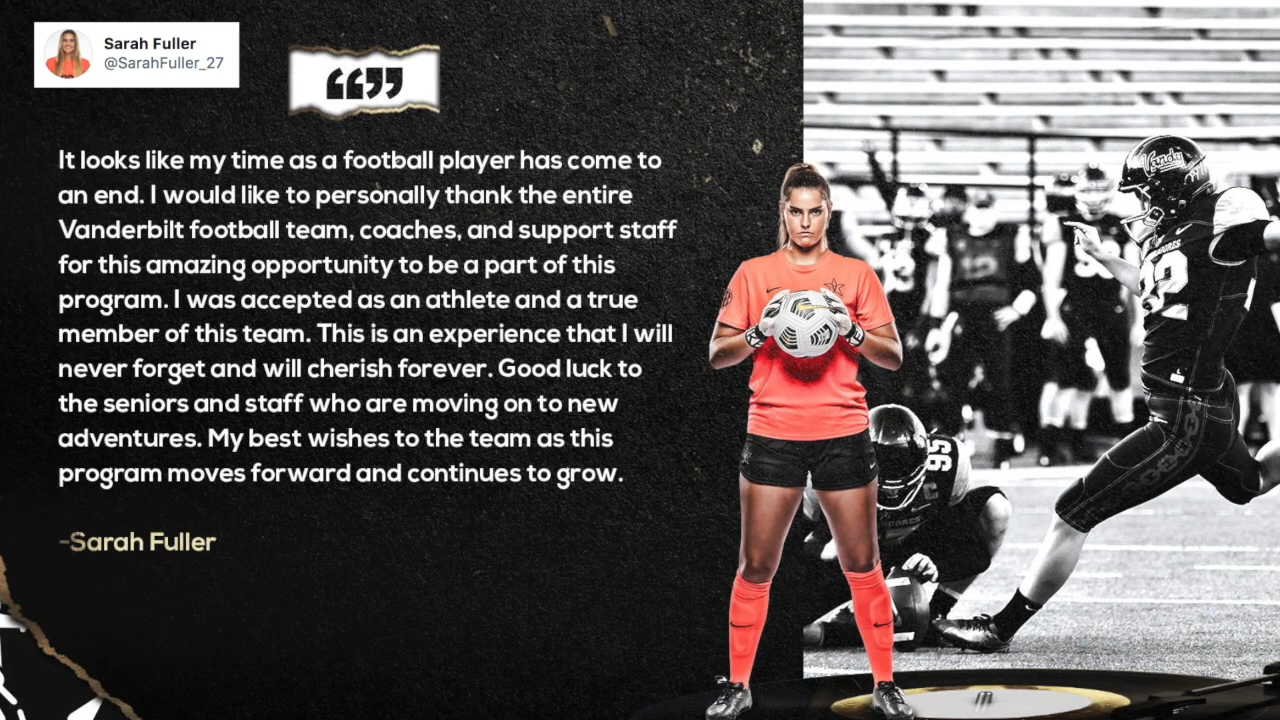 Sarah Fuller
@SarahFuller_27
““””
It looks like my time as a football player has come to
an end. I would like to personally thank the entire
Vanderbilt football team, coaches, and support staff
for this amazing opportunity to be a part of this
program. I was accepted as an athlete and a true
member of this team. This is an experience that I will
never forget and will cherish forever. Good luck to
the seniors and staff who are moving on to new
adventures. My best wishes to the team as this
program moves forward and continues to grow.
-Sarah Fuller
Vandy
32
95
C